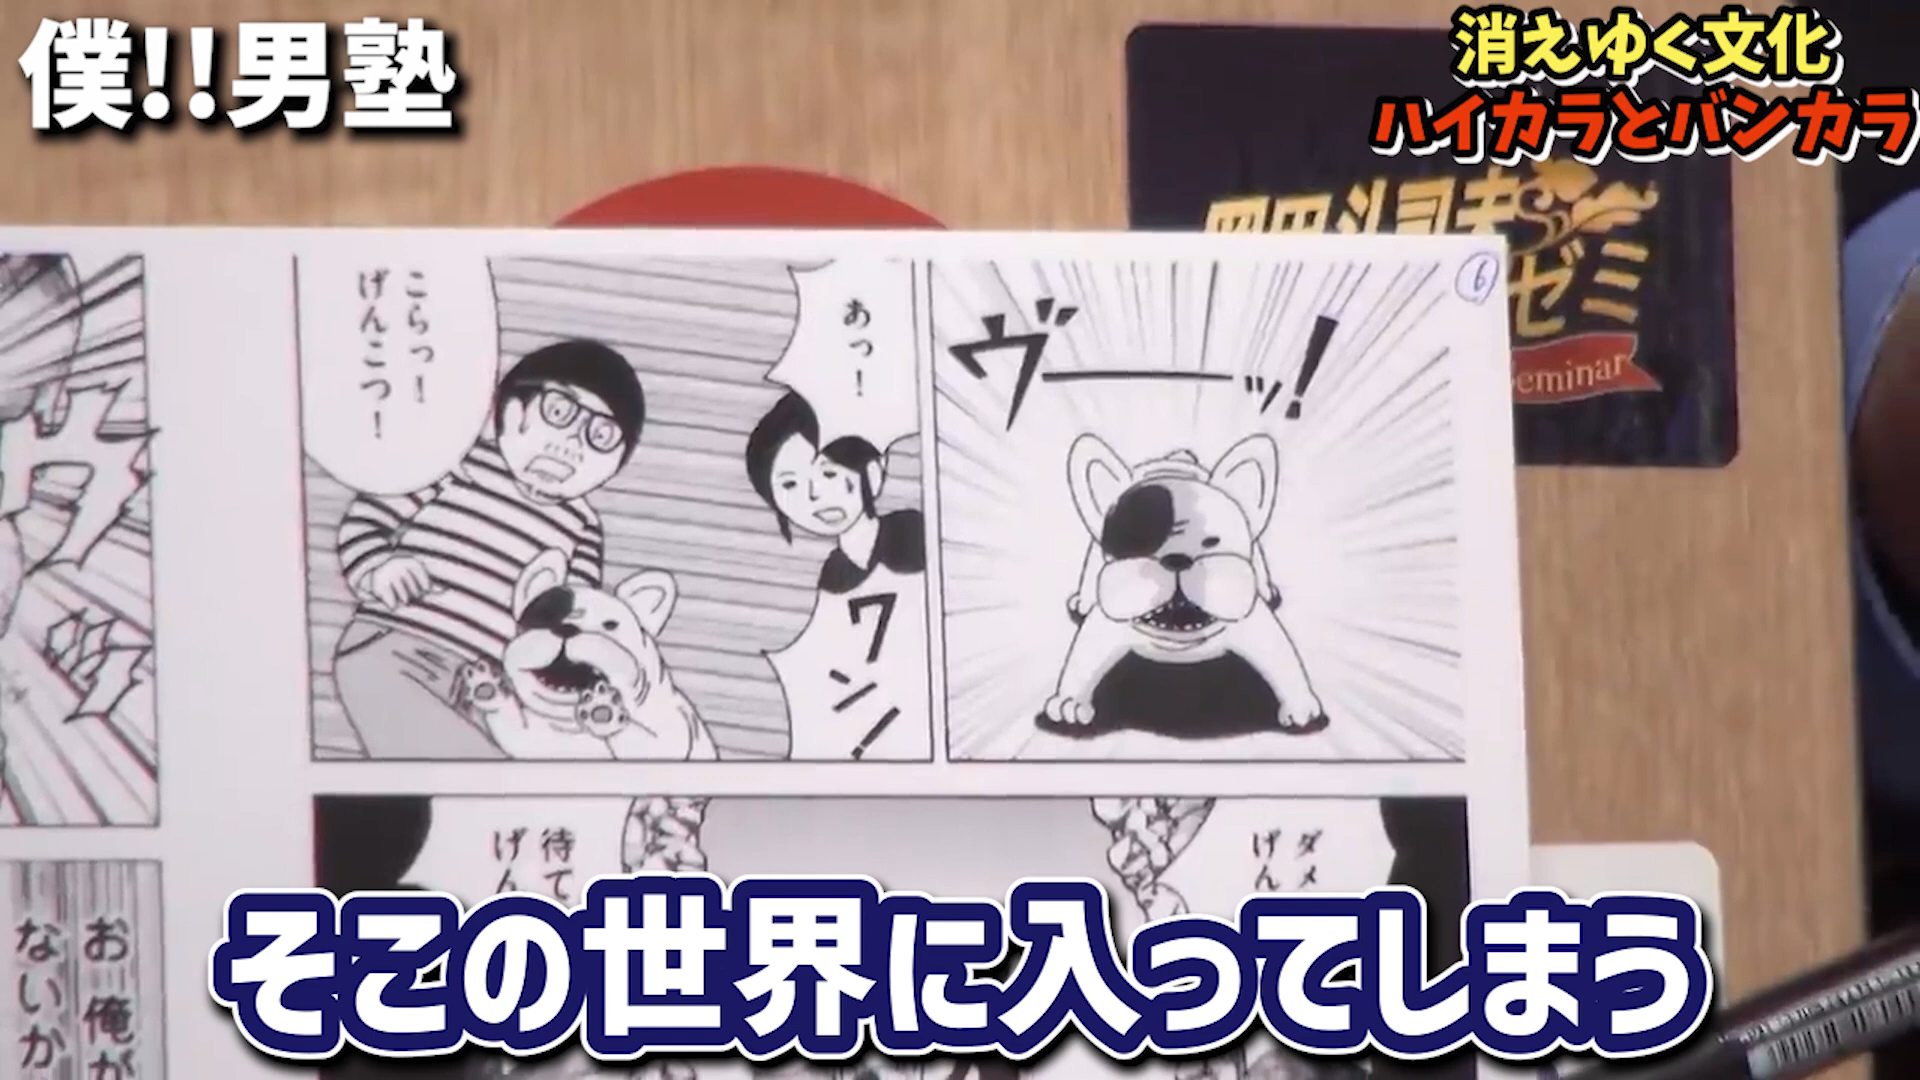 僕!!男塾
消えゆく文化
ハイカラとバンカラ
ゼミ
eminar
6
ヴーーッ!
あっ!
こらっ!
げんこつ!
ワン!
ダメ
げん
待て
げん
お 俺が
ないか
そこの世界に入ってしまう